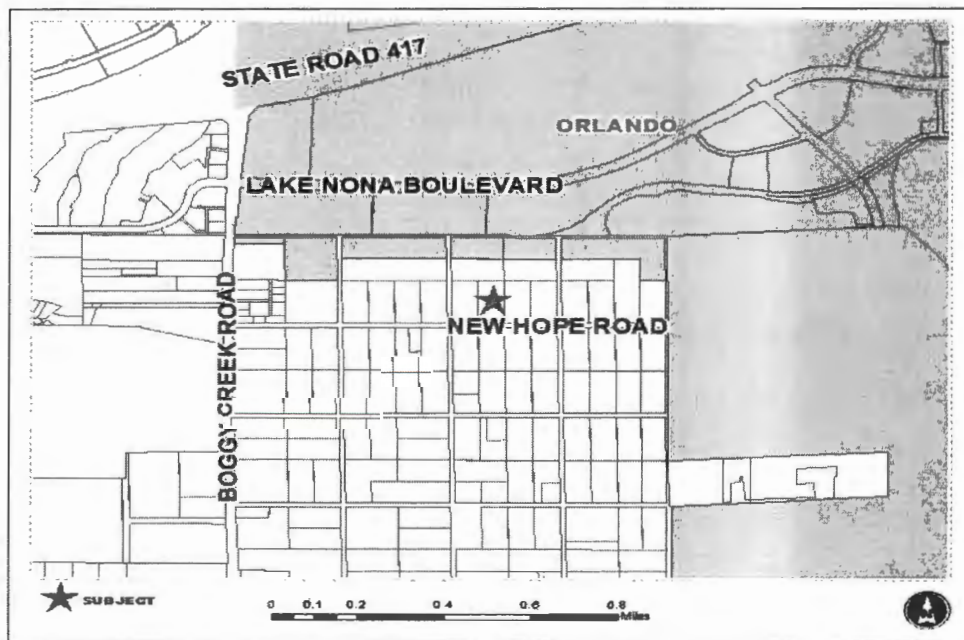 STATE ROAD 417
ORLANDO
LAKE NONA BOULEVARD
BOGGY CREEK ROAD
NEW HOPE ROAD
SUBJECT
0 0.1 0.2 0.4 0.6 0.8
Miles
N